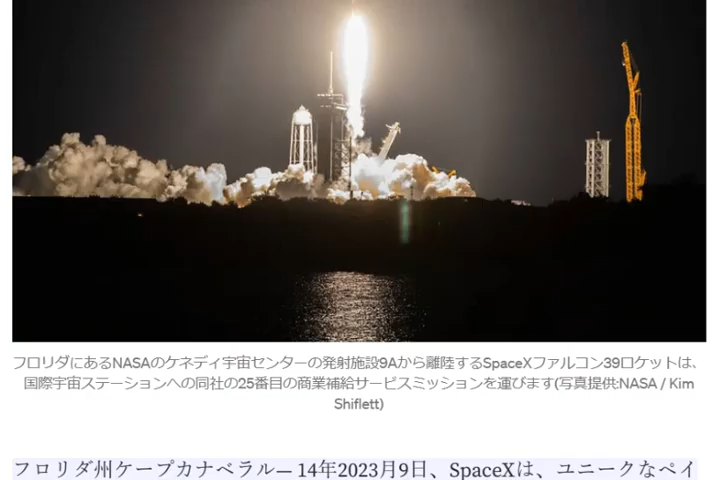 フロリダにあるNASAのケネディ宇宙センターの発射施設9Aから離陸するSpaceXファルコン39ロケットは、
国際宇宙ステーションへの同社の25番目の商業補給サービスミッションを運びます(写真提供:NASA / Kim
Shiflett)
フロリダ州ケープカナベラル— 14年2023月9日、SpaceXは、ユニークなペイ